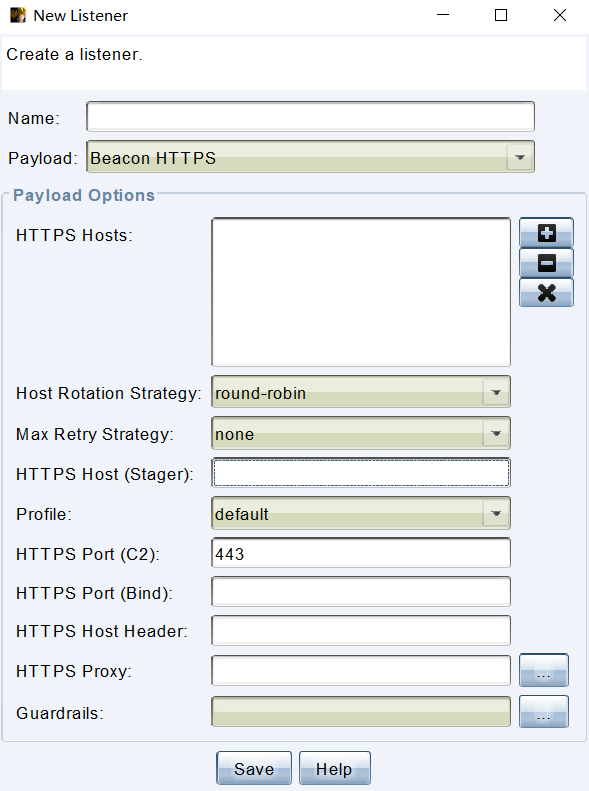 New Listener
Create a listener.
Name:
Payload: Beacon HTTPS
Payload Options
HTTPS Hosts:
Host Rotation Strategy: round-robin
Max Retry Strategy: none
HTTPS Host (Stager):
Profile: default
HTTPS Port (C2): 443
HTTPS Port (Bind):
HTTPS Host Header:
HTTPS Proxy: ...
Guardrails: ...
Save Help